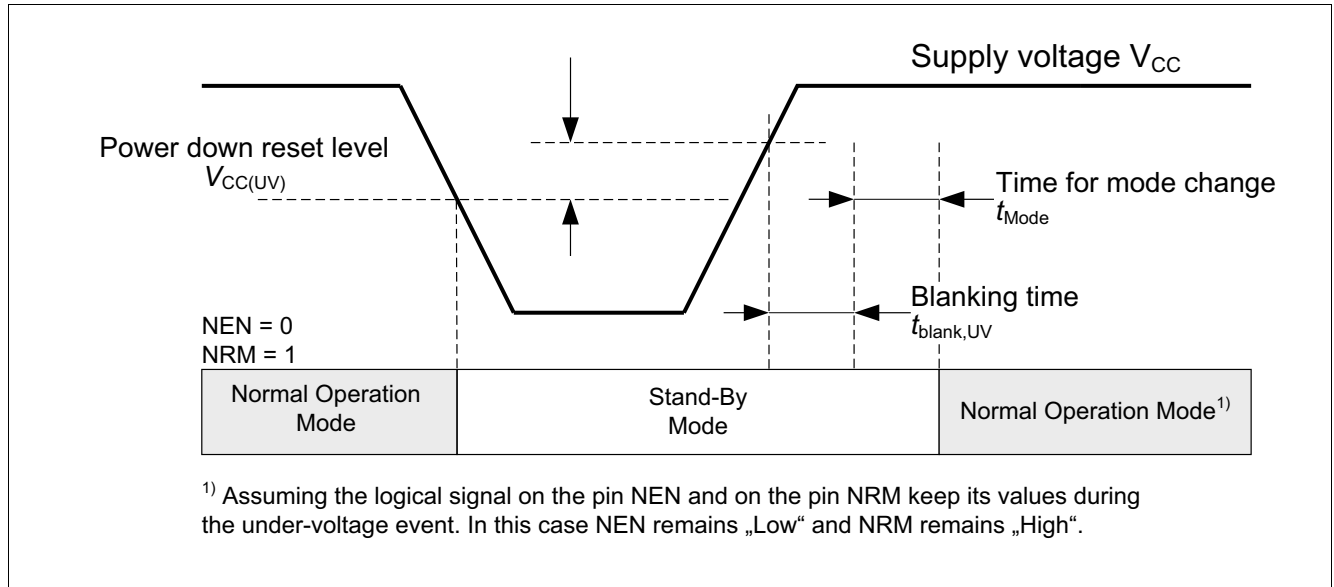 Supply voltage VCC
Power down reset level
VCC(UV)
Time for mode change
tMode
Blanking time
tblank,UV
NEN = 0
NRM = 1
Normal Operation
Mode
Stand-By
Mode
Normal Operation Mode1)
1) Assuming the logical signal on the pin NEN and on the pin NRM keep its values during
the under-voltage event. In this case NEN remains „Low“ and NRM remains „High“.